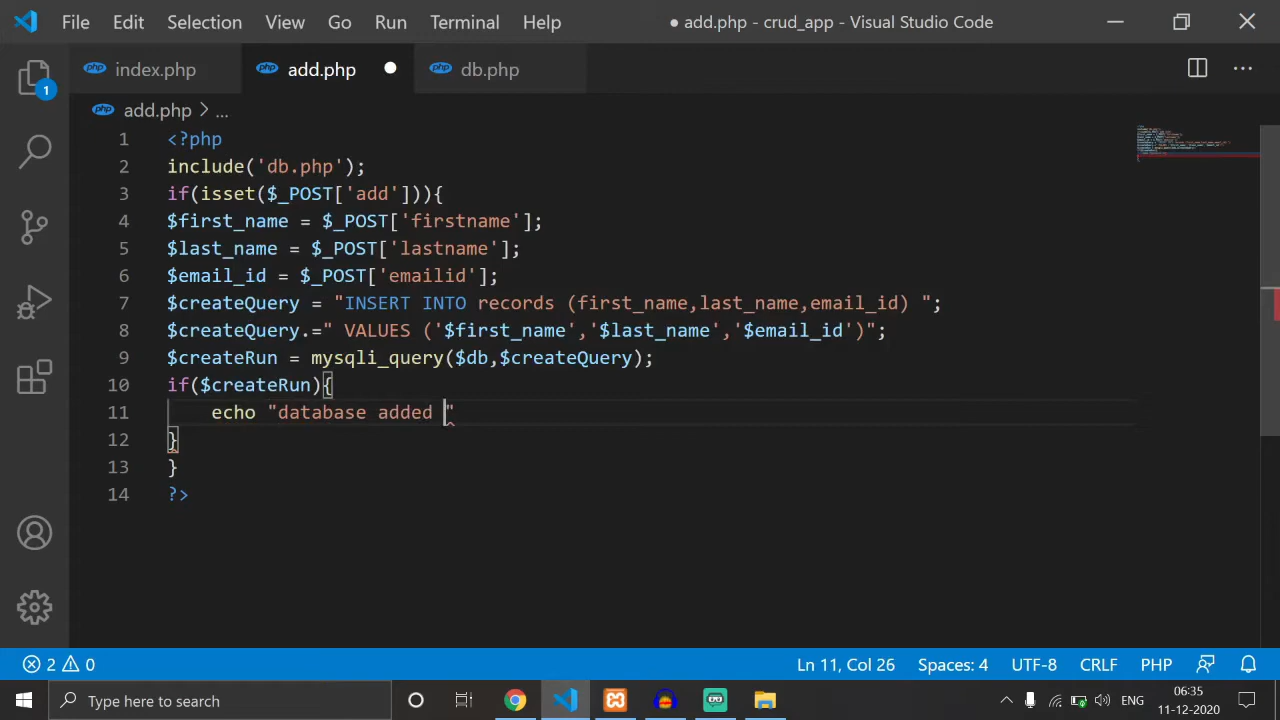 File Edit Selection View Go Run Terminal Help ● add.php - crud_app - Visual Studio Code
php index.php php add.php php db.php
1
php add.php > ...
1 <?php
2 include('db.php');
3 if(isset($_POST['add'])){
4 $first_name = $_POST['firstname'];
5 $last_name = $_POST['lastname'];
6 $email_id = $_POST['emailid'];
7 $createQuery = "INSERT INTO records (first_name,last_name,email_id) ";
8 $createQuery.=" VALUES ('$first_name','$last_name','$email_id')";
9 $createRun = mysqli_query($db,$createQuery);
10 if($createRun){
11 echo "database added "
12 }
13 }
14 ?>
2 0 Ln 11, Col 26 Spaces: 4 UTF-8 CRLF PHP
Type here to search ENG 06:35
11-12-2020